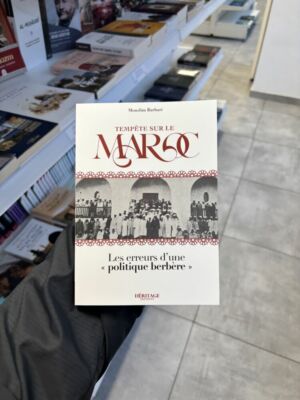 Mouslim Barbari
TEMPÊTE SUR LE
MAROC
Les erreurs d'une
« politique berbère »
HÉRITAGE